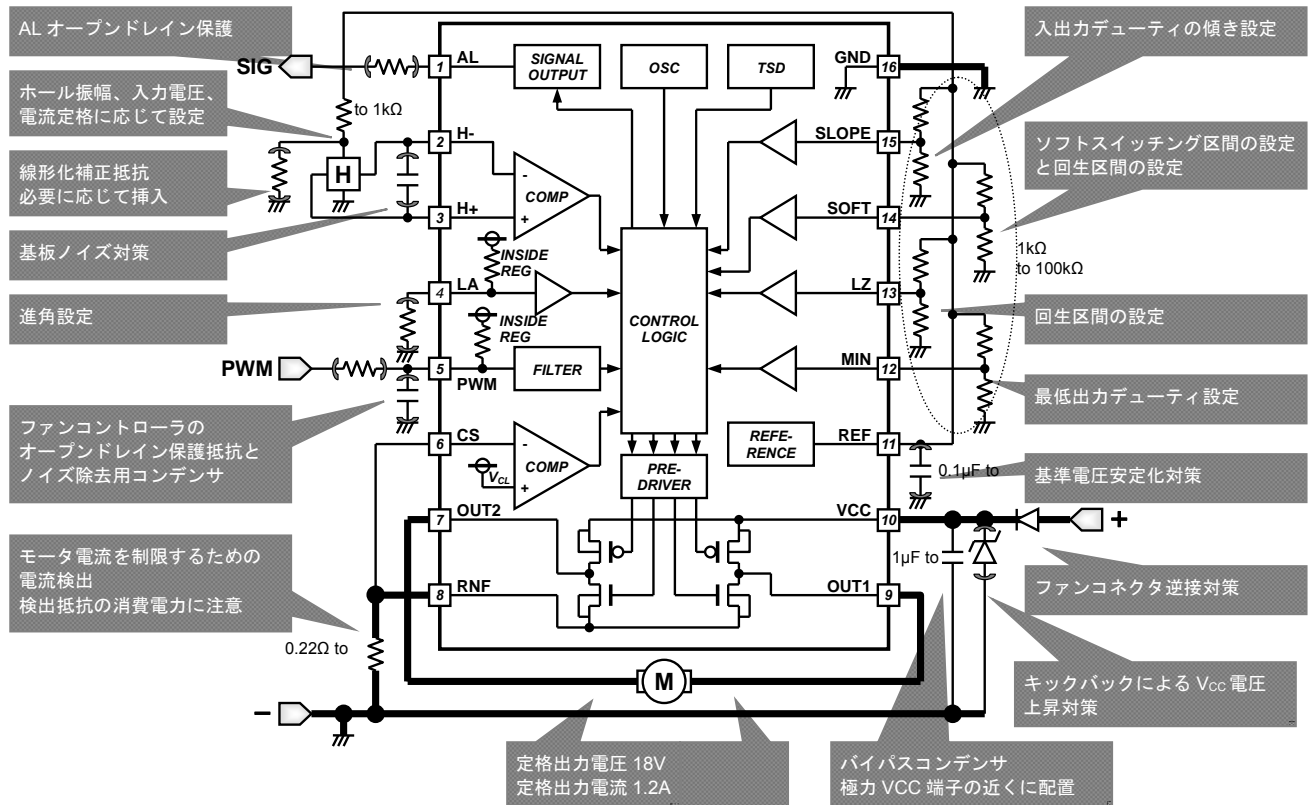 AL オープンドレイン保護
SIG
ホール振幅、入力電圧、
電流定格に応じて設定
to 1kΩ
線形化補正抵抗
必要に応じて挿入
H
基板ノイズ対策
進角設定
PWM
ファンコントローラの
オープンドレイン保護抵抗と
ノイズ除去用コンデンサ
モータ電流を制限するための
電流検出
検出抵抗の消費電力に注意
0.22Ω to
−
1 AL
2 H-
3 H+
4 LA
5 PWM
6 CS
7 OUT2
8 RNF
SIGNAL
OUTPUT
OSC
TSD
-
COMP
+
INSIDE
REG
INSIDE
REG
FILTER
CONTROL
LOGIC
-
COMP
VCL
+
PRE-
DRIVER
REFE-
RENCE
M
GND 16
SLOPE 15
SOFT 14
LZ 13
MIN 12
REF 11
VCC 10
OUT1 9
入出力デューティの傾き設定
ソフトスイッチング区間の設定
と回生区間の設定
1kΩ
to 100kΩ
回生区間の設定
最低出力デューティ設定
0.1µF to
基準電圧安定化対策
+
1µF to
ファンコネクタ逆接対策
キックバックによる VCC 電圧
上昇対策
定格出力電圧 18V
定格出力電流 1.2A
バイパスコンデンサ
極力 VCC 端子の近くに配置